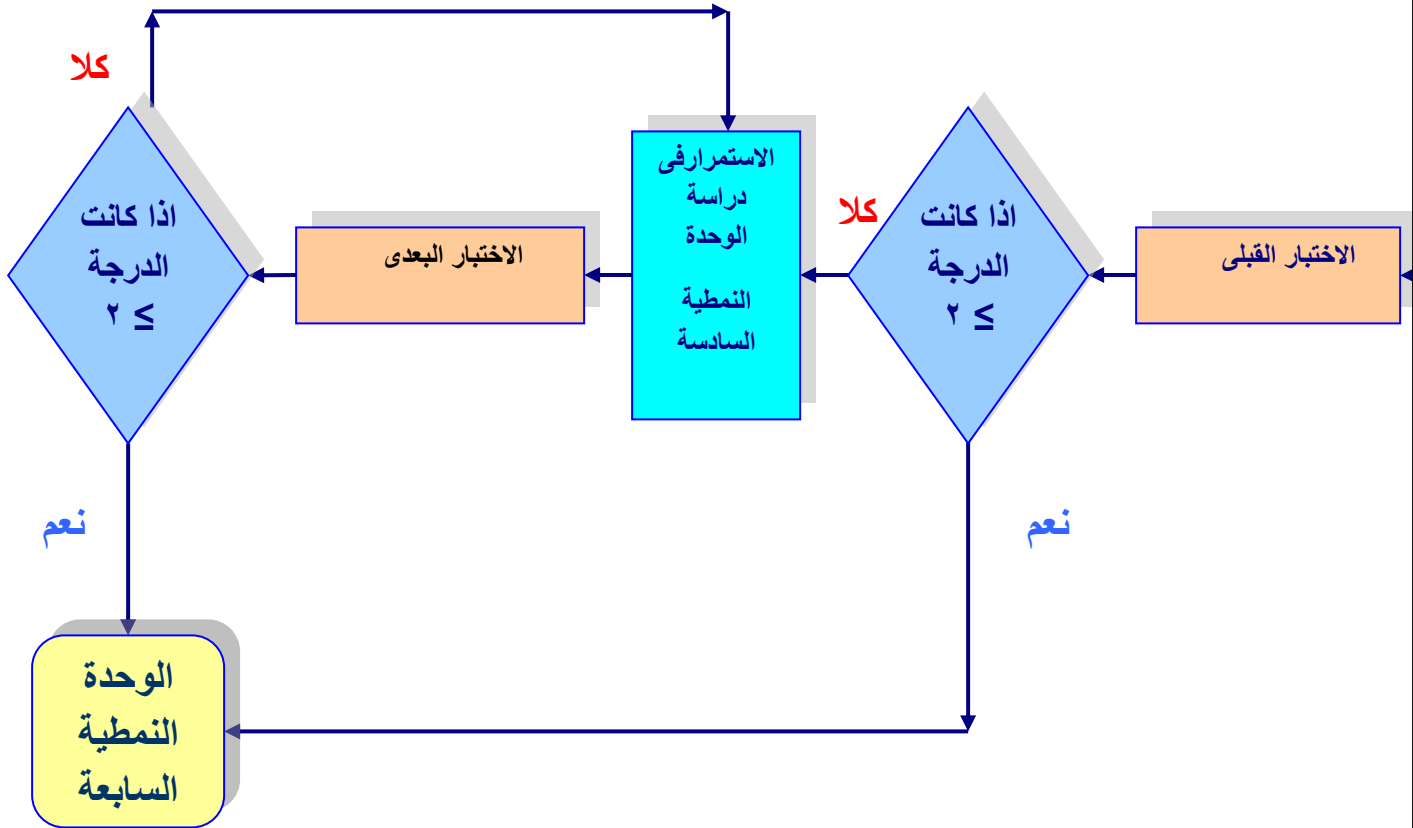 الاختبار القبلى
اذا كانت
الدرجة
≥ ٢
كلا
نعم
الاستمرارفى
دراسة
الوحدة
النمطية
السادسة
الاختبار البعدى
اذا كانت
الدرجة
≥ ٢
كلا
نعم
الوحدة
النمطية
السابعة